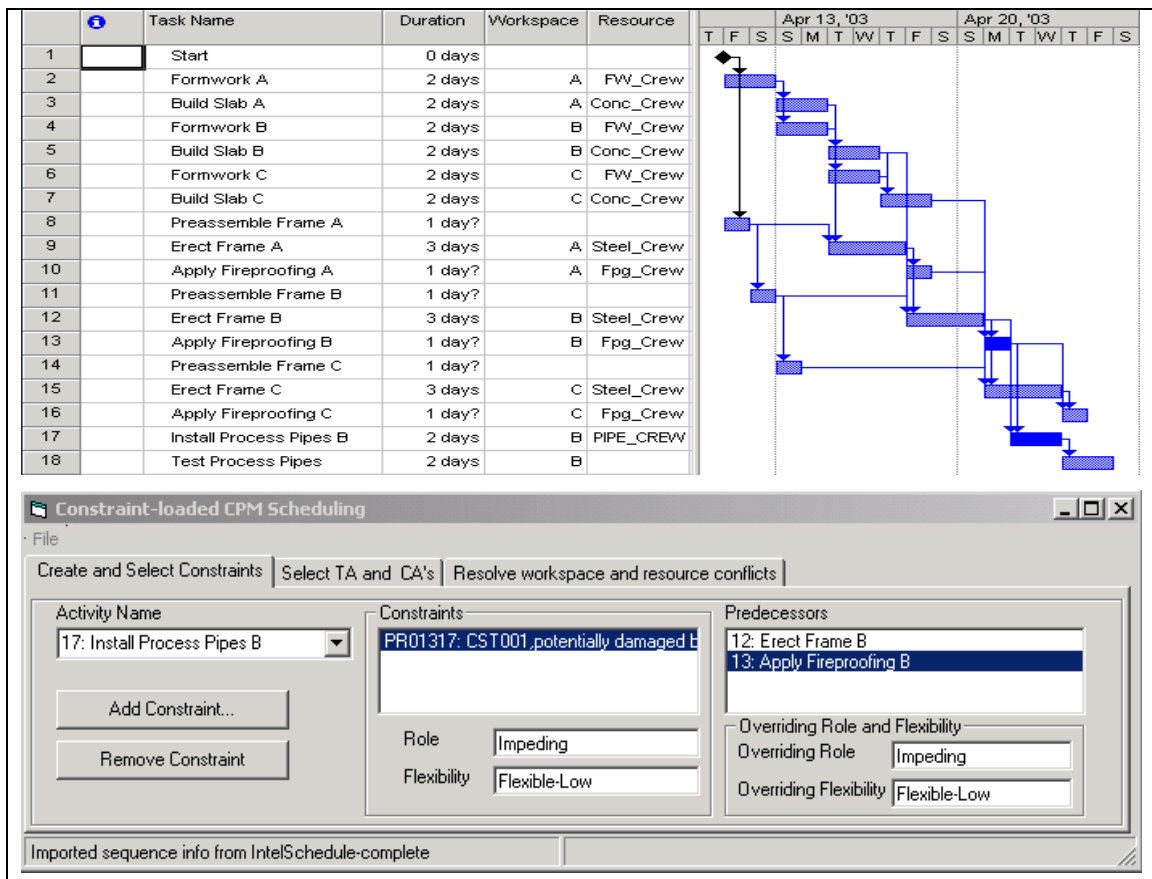 Task Name Duration Workspace Resource Apr 13, '03 Apr 20, '03
T F S S M T W T F S S M T W T F S
1 Start 0 days
2 Formwork A 2 days A FW_Crew
3 Build Slab A 2 days A Conc_Crew
4 Formwork B 2 days B FW_Crew
5 Build Slab B 2 days B Conc_Crew
6 Formwork C 2 days C FW_Crew
7 Build Slab C 2 days C Conc_Crew
8 Preassemble Frame A 1 day?
9 Erect Frame A 3 days A Steel_Crew
10 Apply Fireproofing A 1 day? A Fpg_Crew
11 Preassemble Frame B 1 day?
12 Erect Frame B 3 days B Steel_Crew
13 Apply Fireproofing B 1 day? B Fpg_Crew
14 Preassemble Frame C 1 day?
15 Erect Frame C 3 days C Steel_Crew
16 Apply Fireproofing C 1 day? C Fpg_Crew
17 Install Process Pipes B 2 days B PIPE_CREW
18 Test Process Pipes 2 days B
Constraint-loaded CPM Scheduling
File
Create and Select Constraints Select TA and CA's Resolve workspace and resource conflicts
Activity Name
17: Install Process Pipes B
Add Constraint...
Remove Constraint
Constraints
PR01317: CST001,potentially damaged b
Role Impeding
Flexibility Flexible-Low
Predecessors
12: Erect Frame B
13: Apply Fireproofing B
Overriding Role and Flexibility
Overriding Role Impeding
Overriding Flexibility Flexible-Low
Imported sequence info from IntelSchedule-complete